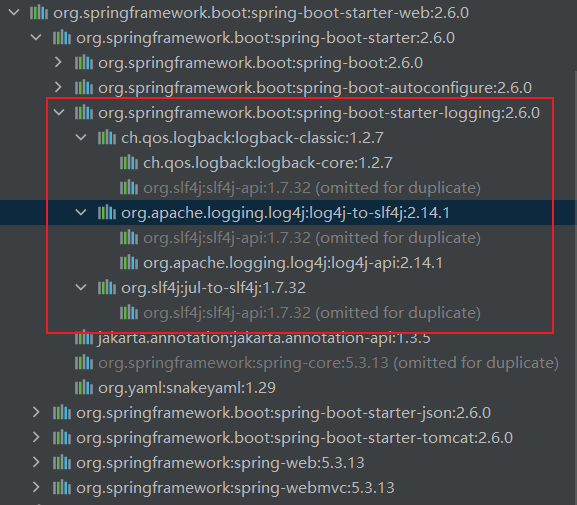 org.springframework.boot:spring-boot-starter-web:2.6.0
org.springframework.boot:spring-boot-starter:2.6.0
org.springframework.boot:spring-boot:2.6.0
org.springframework.boot:spring-boot-autoconfigure:2.6.0
org.springframework.boot:spring-boot-starter-logging:2.6.0
ch.qos.logback:logback-classic:1.2.7
ch.qos.logback:logback-core:1.2.7
org.slf4j:slf4j-api:1.7.32 (omitted for duplicate)
org.apache.logging.log4j:log4j-to-slf4j:2.14.1
org.slf4j:slf4j-api:1.7.32 (omitted for duplicate)
org.apache.logging.log4j:log4j-api:2.14.1
org.slf4j:jul-to-slf4j:1.7.32
org.slf4j:slf4j-api:1.7.32 (omitted for duplicate)
jakarta.annotation:jakarta.annotation-api:1.3.5
org.springframework:spring-core:5.3.13 (omitted for duplicate)
org.yaml:snakeyaml:1.29
org.springframework.boot:spring-boot-starter-json:2.6.0
org.springframework.boot:spring-boot-starter-tomcat:2.6.0
org.springframework:spring-web:5.3.13
org.springframework:spring-webmvc:5.3.13